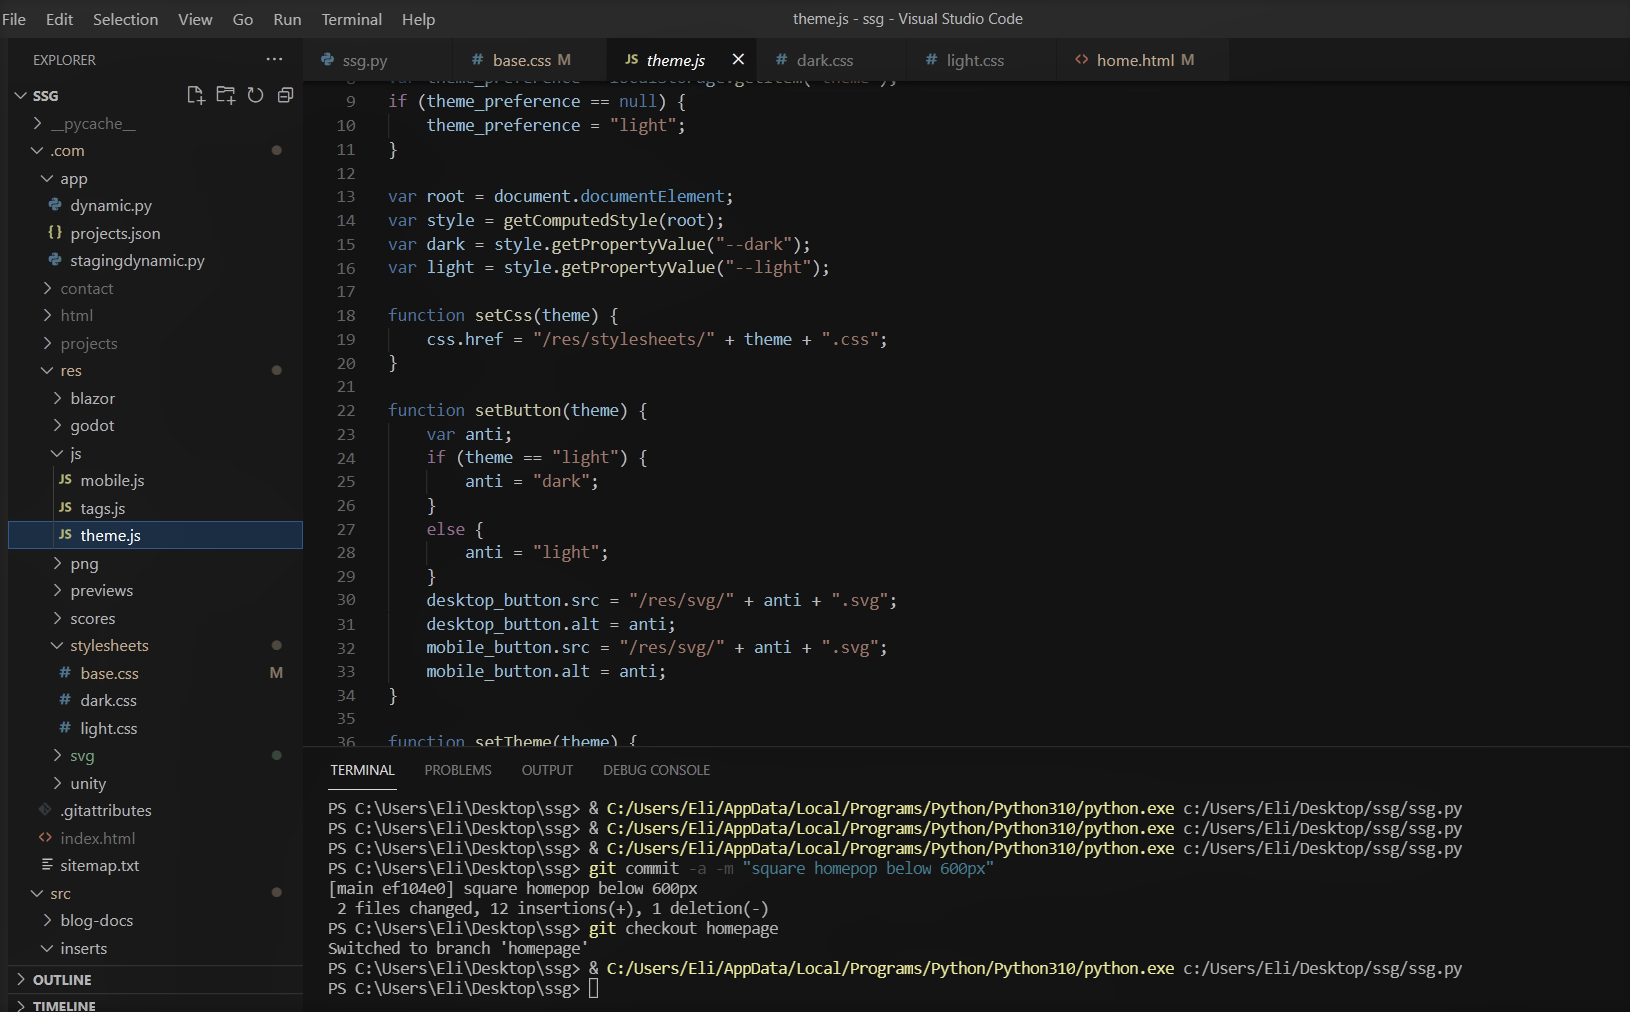 File Edit Selection View Go Run Terminal Help
theme.js - ssg - Visual Studio Code
EXPLORER
SSG
__pycache__
.com
app
dynamic.py
{} projects.json
stagingdynamic.py
contact
html
projects
res
blazor
godot
js
JS mobile.js
JS tags.js
JS theme.js
png
previews
scores
stylesheets
# base.css M
# dark.css
# light.css
svg
unity
.gitattributes
<> index.html
sitemap.txt
src
blog-docs
inserts
OUTLINE
TIMELINE
ssg.py # base.css M JS theme.js # dark.css # light.css <> home.html M
9 if (theme_preference == null) {
10 theme_preference = "light";
11 }
12
13 var root = document.documentElement;
14 var style = getComputedStyle(root);
15 var dark = style.getPropertyValue("--dark");
16 var light = style.getPropertyValue("--light");
17
18 function setCss(theme) {
19 css.href = "/res/stylesheets/" + theme + ".css";
20 }
21
22 function setButton(theme) {
23 var anti;
24 if (theme == "light") {
25 anti = "dark";
26 }
27 else {
28 anti = "light";
29 }
30 desktop_button.src = "/res/svg/" + anti + ".svg";
31 desktop_button.alt = anti;
32 mobile_button.src = "/res/svg/" + anti + ".svg";
33 mobile_button.alt = anti;
34 }
35
36 function setTheme(theme) {
TERMINAL PROBLEMS OUTPUT DEBUG CONSOLE
PS C:\Users\Eli\Desktop\ssg> & C:/Users/Eli/AppData/Local/Programs/Python/Python310/python.exe c:/Users/Eli/Desktop/ssg/ssg.py
PS C:\Users\Eli\Desktop\ssg> & C:/Users/Eli/AppData/Local/Programs/Python/Python310/python.exe c:/Users/Eli/Desktop/ssg/ssg.py
PS C:\Users\Eli\Desktop\ssg> & C:/Users/Eli/AppData/Local/Programs/Python/Python310/python.exe c:/Users/Eli/Desktop/ssg/ssg.py
PS C:\Users\Eli\Desktop\ssg> git commit -a -m "square homepop below 600px"
[main ef104e0] square homepop below 600px
2 files changed, 12 insertions(+), 1 deletion(-)
PS C:\Users\Eli\Desktop\ssg> git checkout homepage
Switched to branch 'homepage'
PS C:\Users\Eli\Desktop\ssg> & C:/Users/Eli/AppData/Local/Programs/Python/Python310/python.exe c:/Users/Eli/Desktop/ssg/ssg.py
PS C:\Users\Eli\Desktop\ssg>